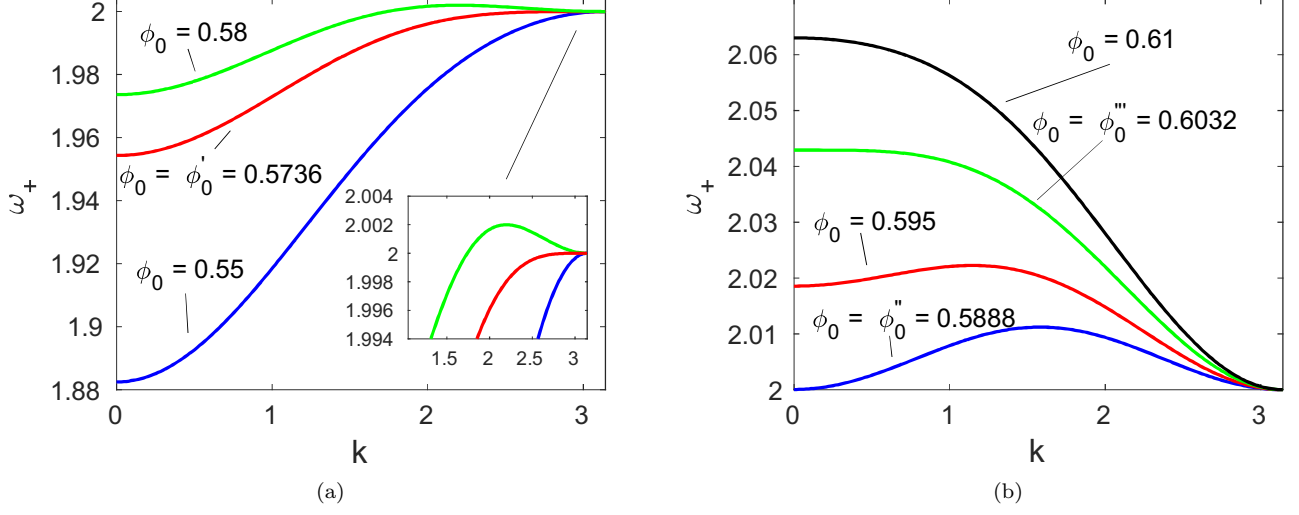 2
1.98
1.96
1.94
1.92
1.9
1.88
ω+
ϕ0 = 0.58
ϕ0 = ϕ0' = 0.5736
ϕ0 = 0.55
2.004
2.002
2
1.998
1.996
1.994
1.5 2 2.5 3
0 1 2 3
k
(a)
2.06
2.05
2.04
2.03
2.02
2.01
2
ω+
ϕ0 = 0.61
ϕ0 = ϕ0''' = 0.6032
ϕ0 = 0.595
ϕ0 = ϕ0'' = 0.5888
0 1 2 3
k
(b)